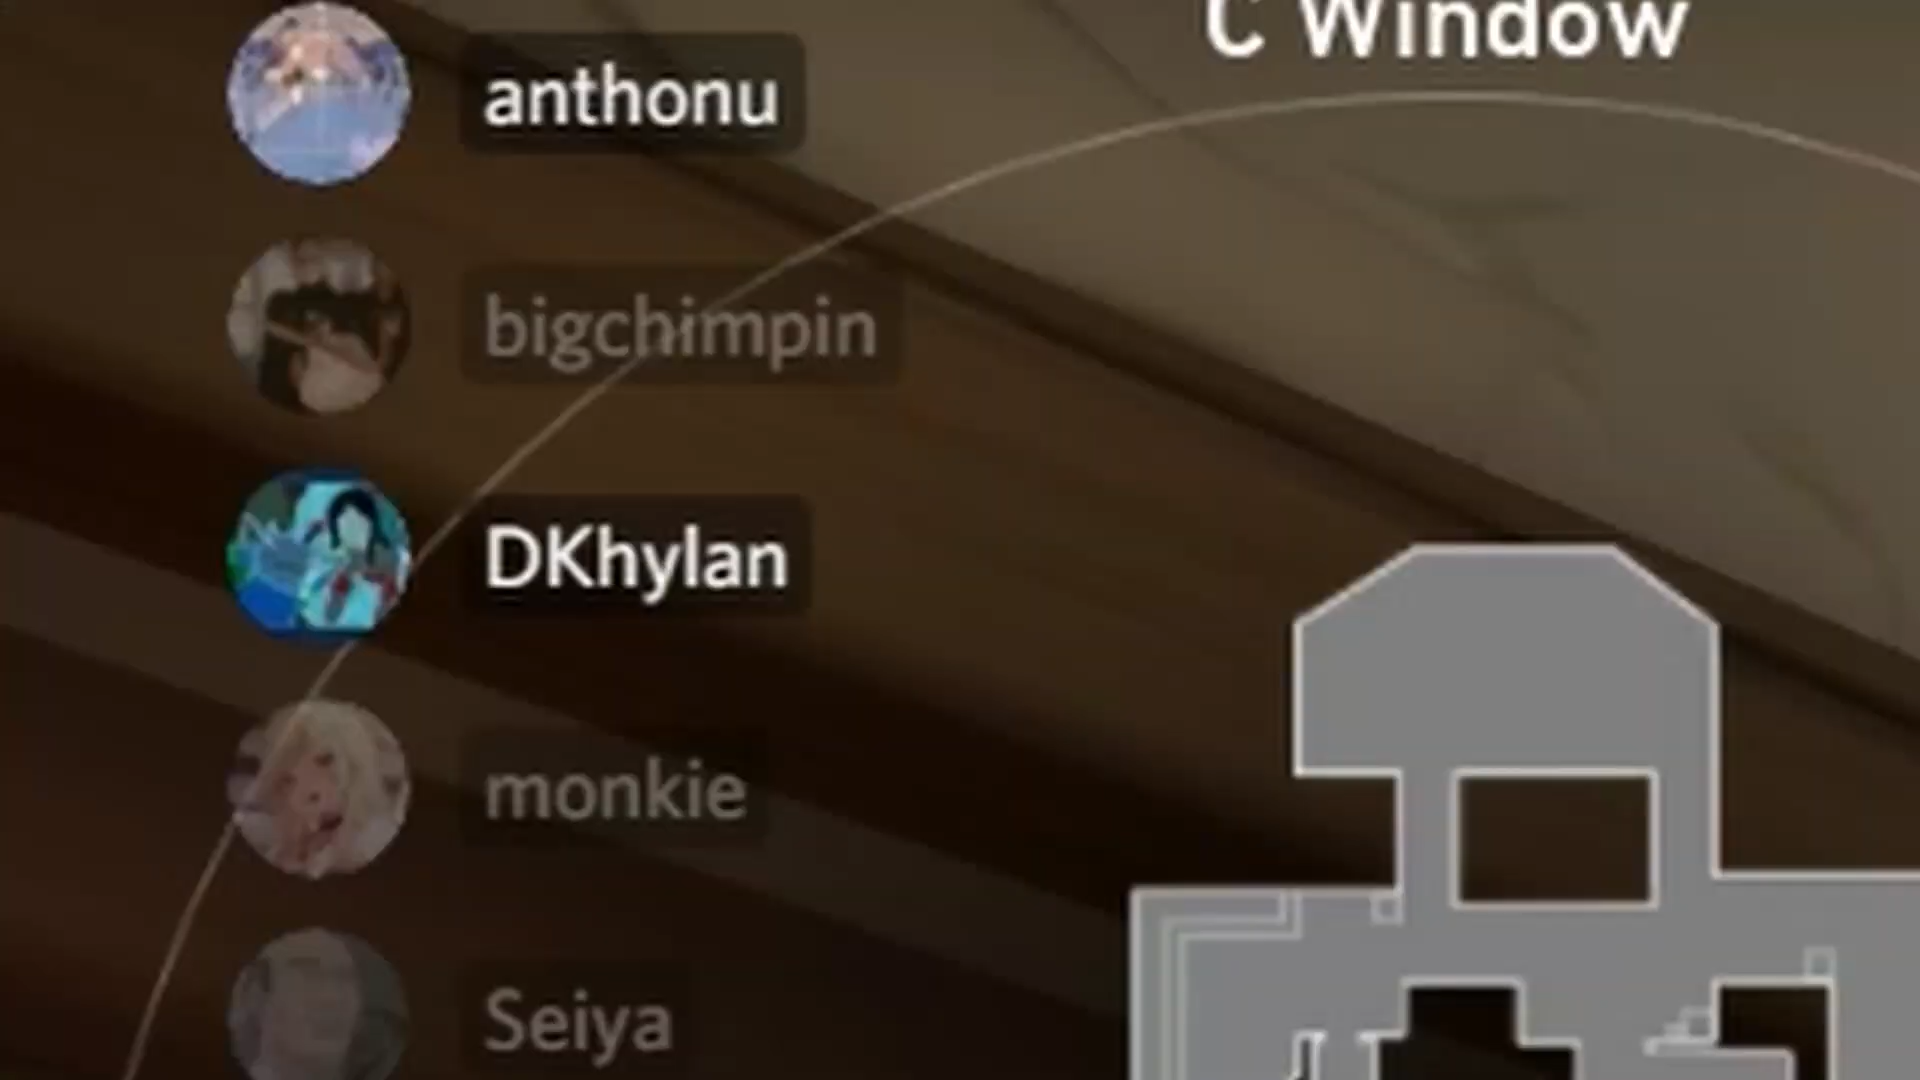 C Window
anthonu
bigchimpin
DKhylan
monkie
Seiya